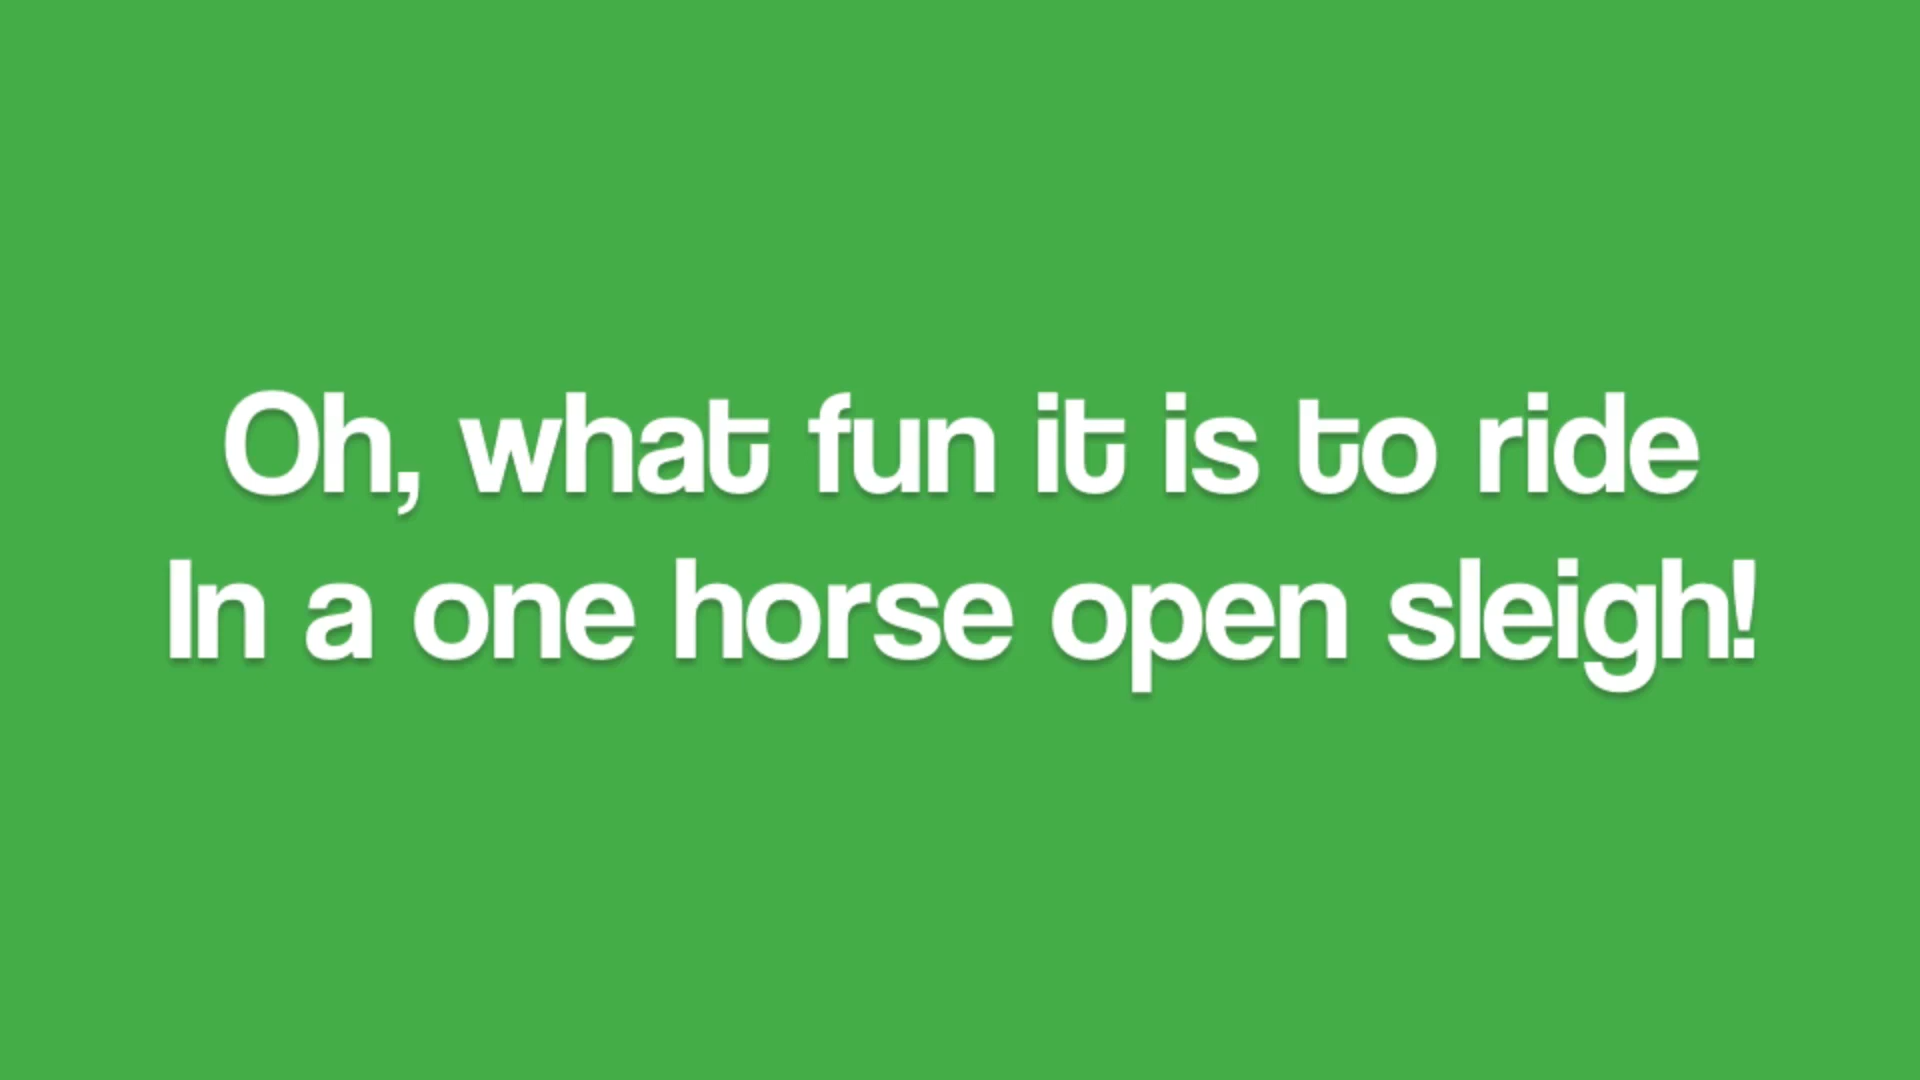 Oh, what fun it is to ride
In a one horse open sleigh!